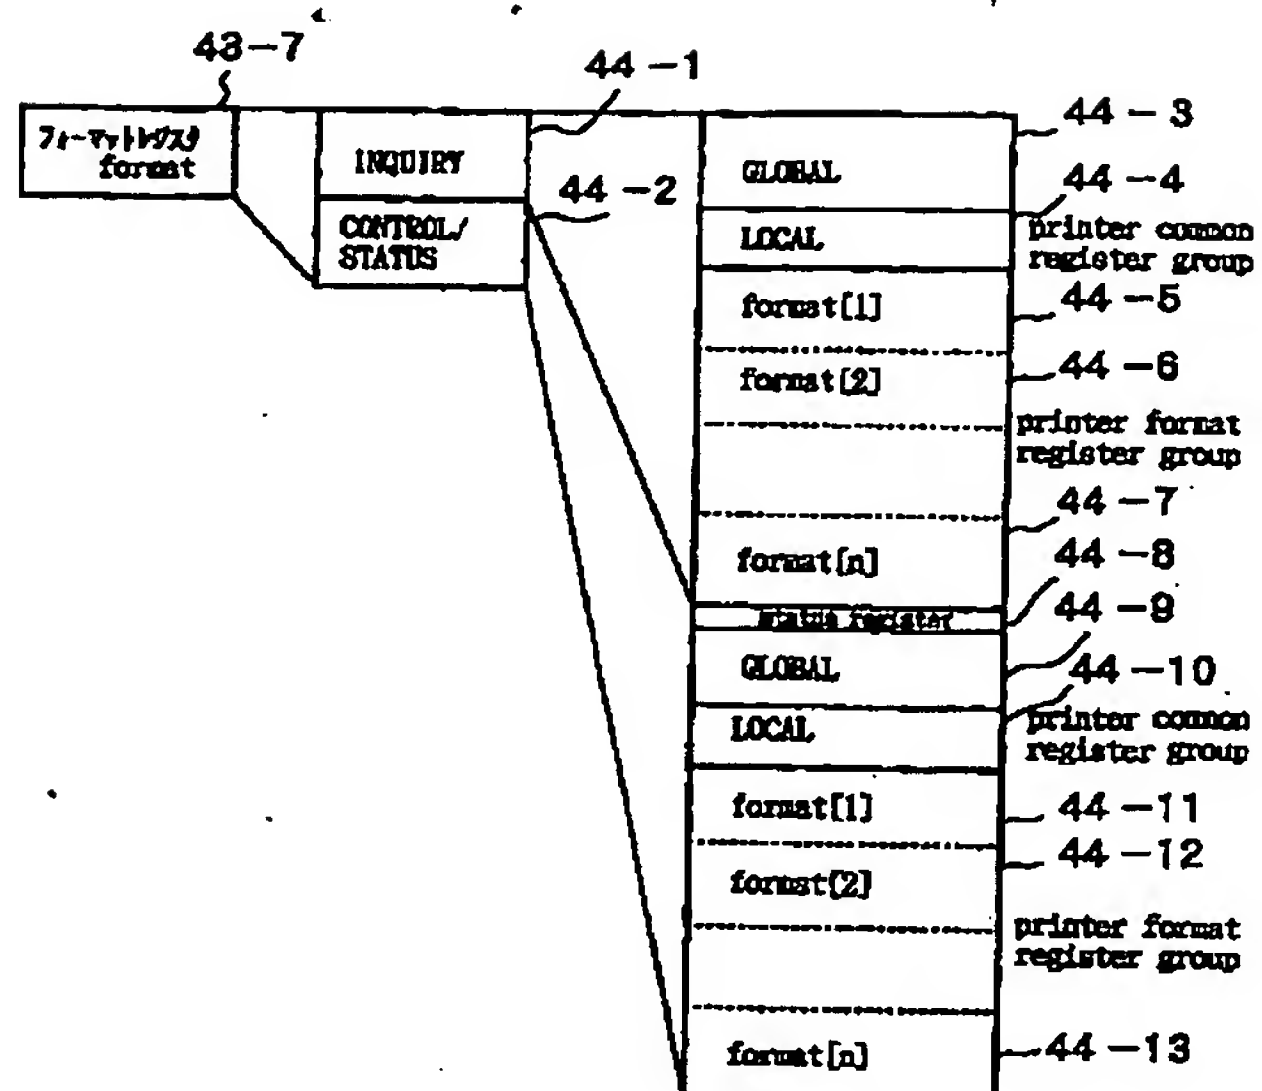 43-7
フォーマットレジスタ
format
44-1
INQUIRY
44-2
CONTROL/
STATUS
44-3
GLOBAL
44-4
LOCAL
printer common
register group
format[1]
44-5
format[2]
44-6
printer format
register group
44-7
format[n]
44-8
status register
44-9
GLOBAL
44-10
LOCAL
printer common
register group
format[1]
44-11
format[2]
44-12
printer format
register group
format[n]
44-13